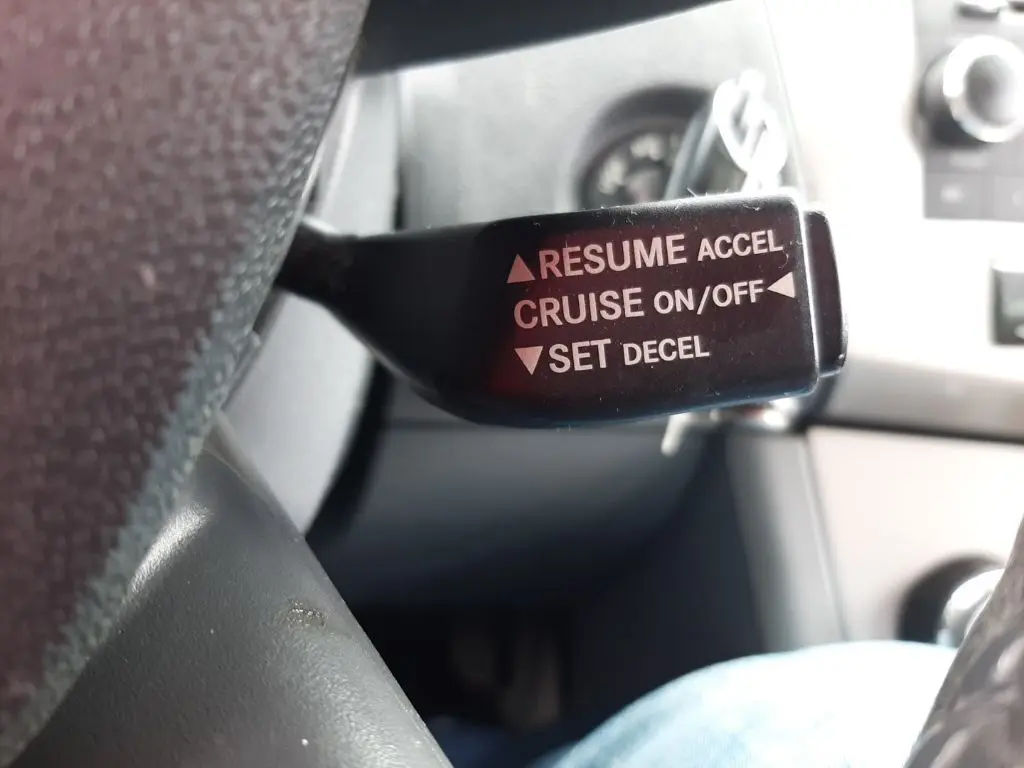 ▲RESUME ACCEL
CRUISE ON/OFF◀
▼SET DECEL